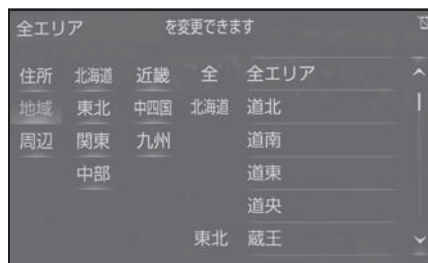 全エリア を変更できます
住所 北海道 近畿 全 全エリア
地域 東北 中四国 北海道 道北
周辺 関東 九州 道南
中部 道東
道央
東北 蔵王